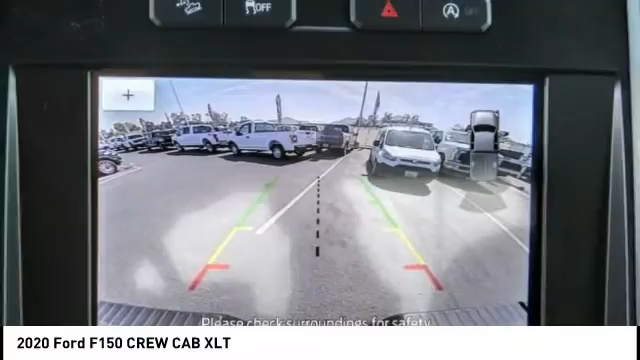 OFF
A
+
Please check surroundings for safety
2020 Ford F150 CREW CAB XLT